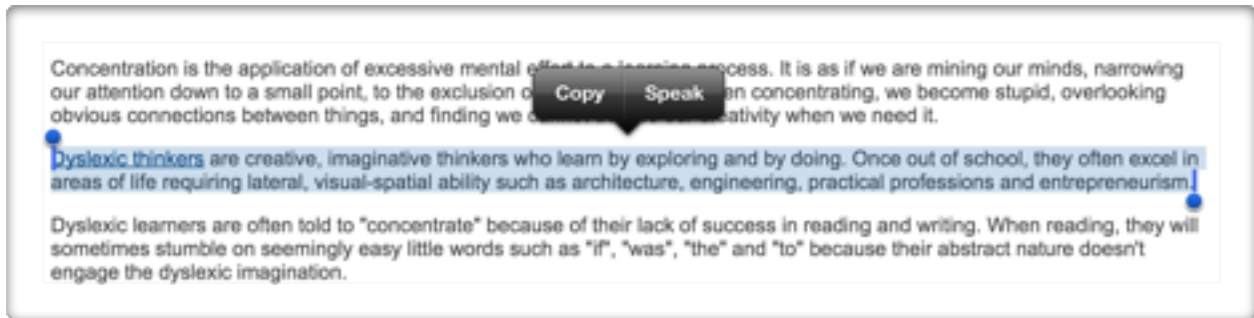 Concentration is the application of excessive mental process. It is as if we are mining our minds, narrowing
our attention down to a small point, to the exclusion concentrating, we become stupid, overlooking
obvious connections between things, and finding we when we need it.
Copy Speak
Dyslexic thinkers are creative, imaginative thinkers who learn by exploring and by doing. Once out of school, they often excel in
areas of life requiring lateral, visual-spatial ability such as architecture, engineering, practical professions and entrepreneurism.
Dyslexic learners are often told to "concentrate" because of their lack of success in reading and writing. When reading, they will
sometimes stumble on seemingly easy little words such as "if", "was", "the" and "to" because their abstract nature doesn't
engage the dyslexic imagination.